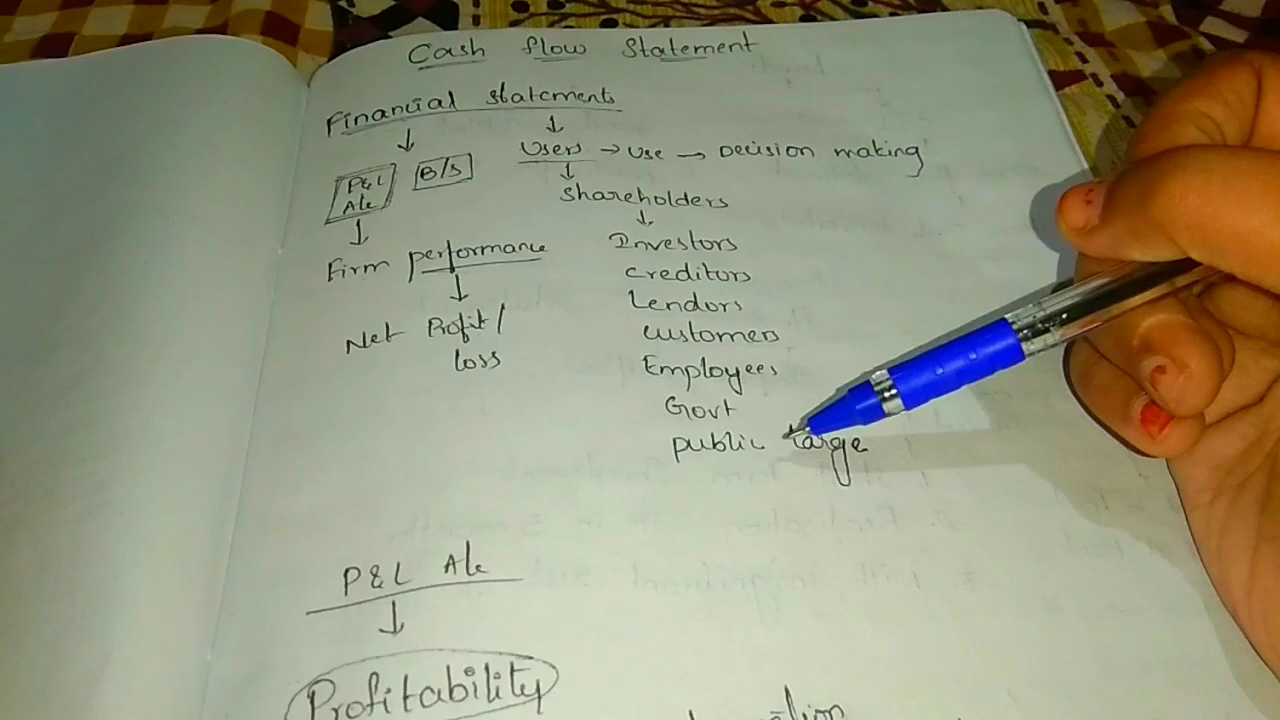 Cash flow Statement
Financial statements
Users → Use → Decision making
P&L
A/c
B/S
Shareholders
Firm performance
Investors
creditors
Lendors
Net Profit/
loss
customers
Employees
Govt
public large
P&L A/c
Profitability